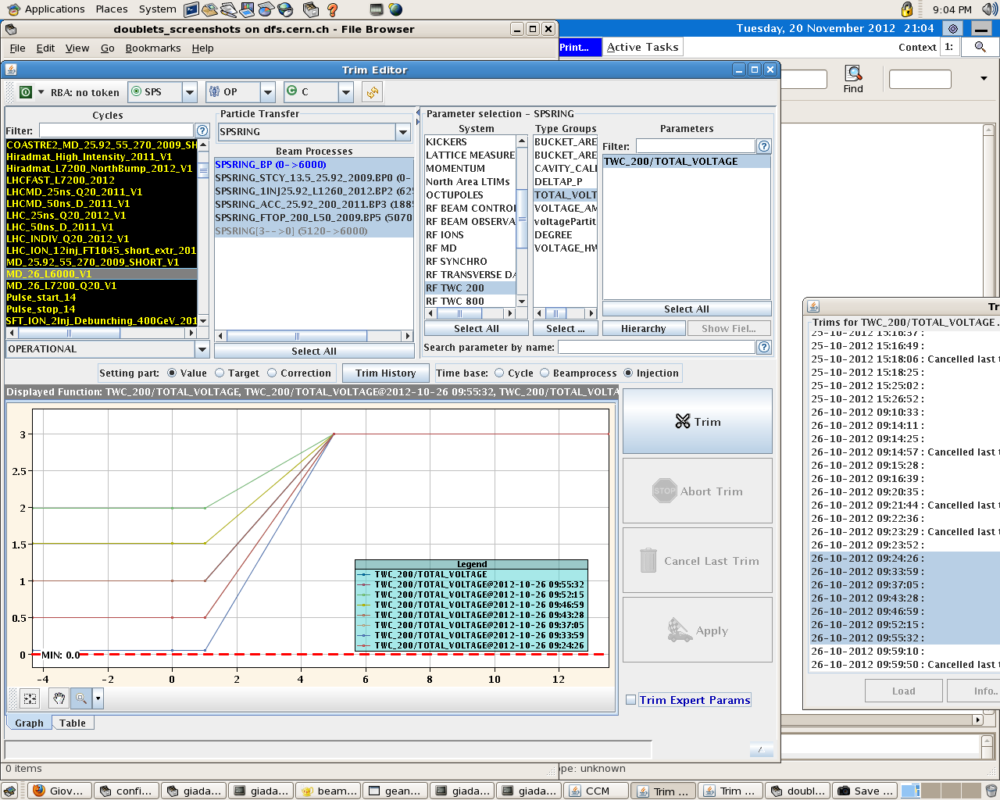 Applications Places System 9:04 PM
doublets_screenshots on dfs.cern.ch - File Browser
Tuesday, 20 November 2012 21:04
File Edit View Go Bookmarks Help
Print... Active Tasks
Context 1:
Trim Editor
RBA: no token SPS OP C
Find
Cycles
Filter:
COASTRE2_MD_25.92_55_270_2009_SH
Hiradmat_High_Intensity_2011_V1
Hiradmat_L7200_NorthBump_2012_V1
LHCFAST_L7200_2012
LHCMD_25ns_Q20_2011_V1
LHCMD_50ns_D_2011_V1
LHC_25ns_Q20_2012_V1
LHC_50ns_D_2011_V1
LHC_INDIV_Q20_2012_V1
LHC_ION_12inj_FT1045_short_extr_201
MD_25.92_55_270_2009_SHORT_V1
MD_26_L6000_V1
MD_26_L7200_Q20_V1
Pulse_start_14
Pulse_stop_14
SFT_ION_2Inj_Debunching_400GeV_201
OPERATIONAL
Particle Transfer
SPSRING
Beam Processes
SPSRING_BP (0->6000)
SPSRING_STCY_13.5_25.92_2009.BP0 (0-
SPSRING_1INJ25.92_L1260_2012.BP2 (625
SPSRING_ACC_25.92_200_2011.BP3 (188
SPSRING_FTOP_200_L50_2009.BP5 (5070
SPSRING[3-->0] (5120->6000)
Select All
Parameter selection - SPSRING
System
KICKERS
LATTICE MEASURE
MOMENTUM
North Area LTIMs
OCTUPOLES
RF BEAM CONTRO
RF BEAM OBSERVA
RF IONS
RF MD
RF SYNCHRO
RF TRANSVERSE DA
RF TWC 200
RF TWC 800
Select All
Type Groups
BUCKET_ARE
BUCKET_ARE
CAVITY_CALI
DELTAP_P
TOTAL_VOLT
VOLTAGE_AM
voltagePartit
DEGREE
VOLTAGE_HW
Select ...
Parameters
Filter:
TWC_200/TOTAL_VOLTAGE
Select All
Hierarchy Show Fiel...
Search parameter by name:
Setting part: Value Target Correction Trim History Time base: Cycle Beamprocess Injection
Displayed Function: TWC_200/TOTAL_VOLTAGE, TWC_200/TOTAL_VOLTAGE@2012-10-26 09:55:32, TWC_200/TOTAL_VOLTA
3
2.5
2
1.5
1
0.5
0
MIN: 0.0
-4 -2 0 2 4 6 8 10 12
Legend
TWC_200/TOTAL_VOLTAGE
TWC_200/TOTAL_VOLTAGE@2012-10-26 09:55:32
TWC_200/TOTAL_VOLTAGE@2012-10-26 09:52:15
TWC_200/TOTAL_VOLTAGE@2012-10-26 09:46:59
TWC_200/TOTAL_VOLTAGE@2012-10-26 09:43:28
TWC_200/TOTAL_VOLTAGE@2012-10-26 09:37:05
TWC_200/TOTAL_VOLTAGE@2012-10-26 09:33:59
TWC_200/TOTAL_VOLTAGE@2012-10-26 09:24:26
Trim
STOP Abort Trim
Cancel Last Trim
Apply
Trim Expert Params
Graph Table
0 items
ope: unknown
Tri
Trims for TWC_200/TOTAL_VOLTAGE .
25-10-2012 15:16:37 :
25-10-2012 15:16:49 :
25-10-2012 15:18:06 : Cancelled last t
25-10-2012 15:18:25 :
25-10-2012 15:25:02 :
25-10-2012 15:26:52 :
26-10-2012 09:10:33 :
26-10-2012 09:14:11 :
26-10-2012 09:14:25 :
26-10-2012 09:14:57 : Cancelled last t
26-10-2012 09:15:28 :
26-10-2012 09:16:39 :
26-10-2012 09:20:35 :
26-10-2012 09:21:44 : Cancelled last t
26-10-2012 09:22:36 :
26-10-2012 09:23:29 : Cancelled last t
26-10-2012 09:23:52 :
26-10-2012 09:24:26 :
26-10-2012 09:33:59 :
26-10-2012 09:37:05 :
26-10-2012 09:43:28 :
26-10-2012 09:46:59 :
26-10-2012 09:52:15 :
26-10-2012 09:55:32 :
26-10-2012 09:59:10 :
26-10-2012 09:59:50 : Cancelled last t
Load Info..
Giov... confi... giada... giada... beam... gean... giada... giada... CCM Trim ... Trim ... doubl... Save ...